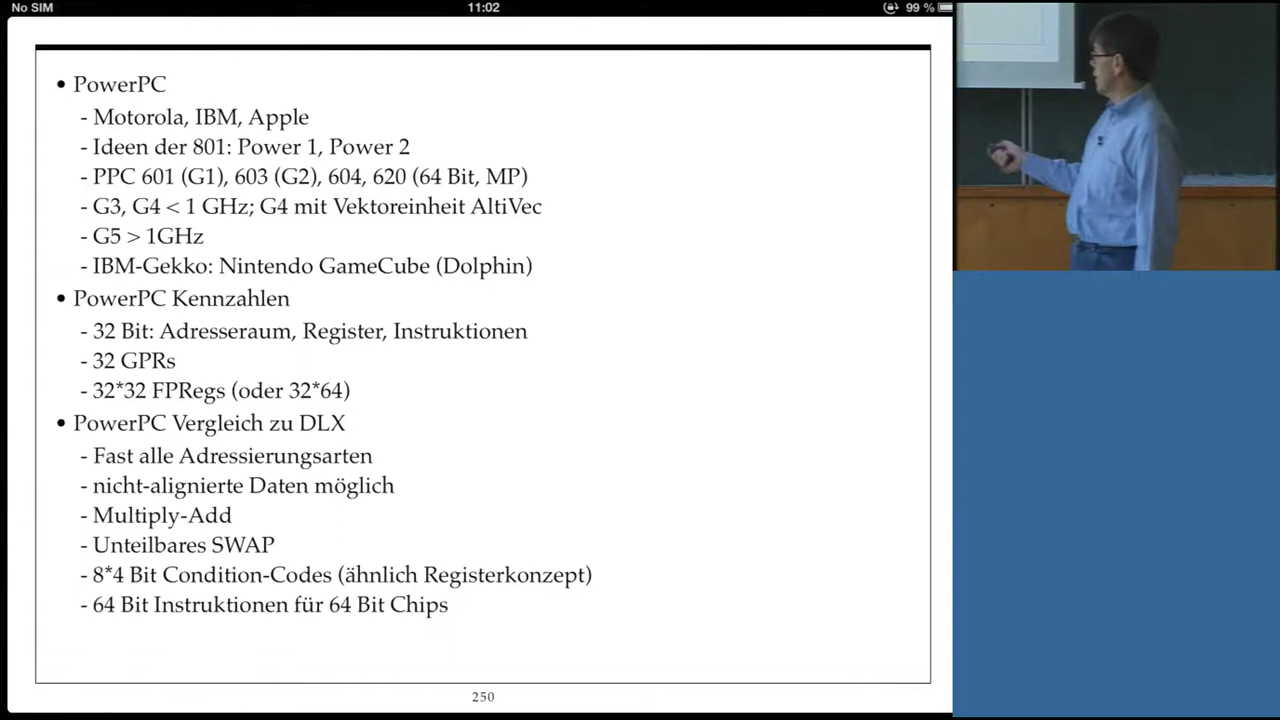 No SIM 11:02 99 %
• PowerPC
- Motorola, IBM, Apple
- Ideen der 801: Power 1, Power 2
- PPC 601 (G1), 603 (G2), 604, 620 (64 Bit, MP)
- G3, G4 < 1 GHz; G4 mit Vektoreinheit AltiVec
- G5 > 1GHz
- IBM-Gekko: Nintendo GameCube (Dolphin)
• PowerPC Kennzahlen
- 32 Bit: Adresseraum, Register, Instruktionen
- 32 GPRs
- 32*32 FPRegs (oder 32*64)
• PowerPC Vergleich zu DLX
- Fast alle Adressierungsarten
- nicht-alignierte Daten möglich
- Multiply-Add
- Unteilbares SWAP
- 8*4 Bit Condition-Codes (ähnlich Registerkonzept)
- 64 Bit Instruktionen für 64 Bit Chips
250